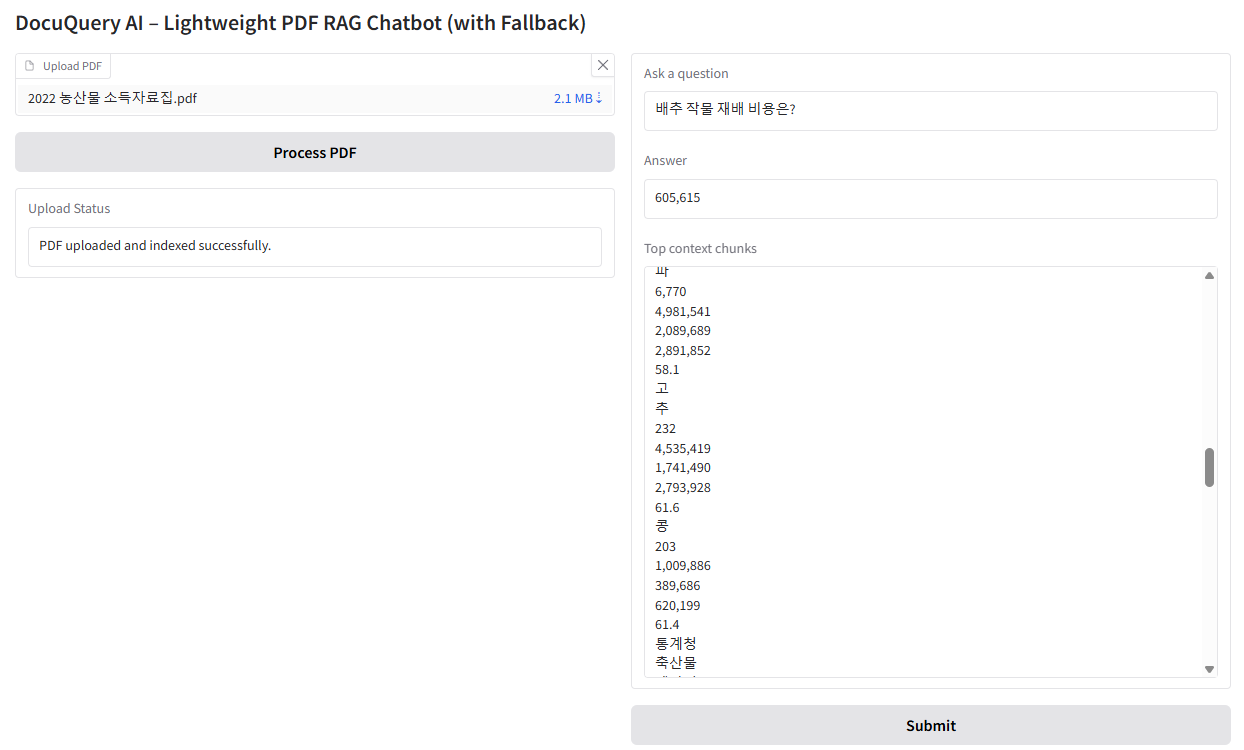 DocuQuery AI – Lightweight PDF RAG Chatbot (with Fallback)
Upload PDF
2022 농산물 소득자료집.pdf
2.1 MB ⇣
Process PDF
Upload Status
PDF uploaded and indexed successfully.
Ask a question
배추 작물 재배 비용은?
Answer
605,615
Top context chunks
파
6,770
4,981,541
2,089,689
2,891,852
58.1
고
추
232
4,535,419
1,741,490
2,793,928
61.6
콩
203
1,009,886
389,686
620,199
61.4
통계청
축산물
Submit